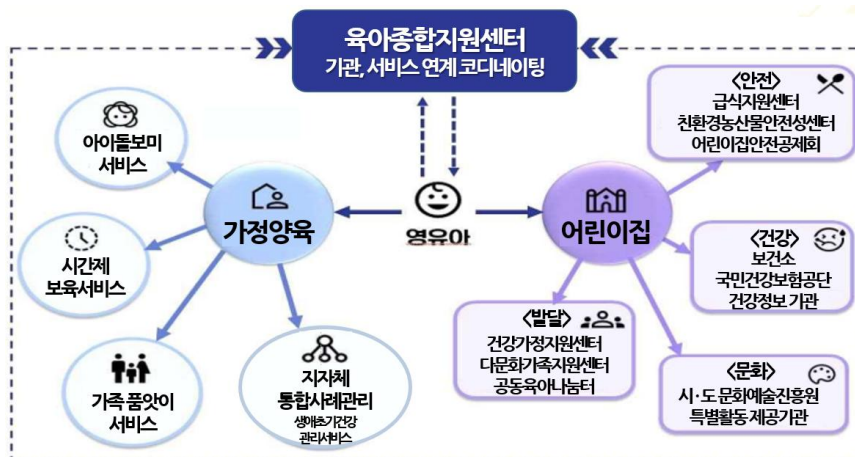 육아종합지원센터
기관, 서비스 연계 코디네이팅
아이돌보미
서비스
시간제
보육서비스
가족 품앗이
서비스
지자체
통합사례관리
생애초기건강
관리서비스
가정양육
영유아
어린이집
<안전>
급식지원센터
친환경농산물안전성센터
어린이집안전공제회
<건강>
보건소
국민건강보험공단
건강정보 기관
<발달>
건강가정지원센터
다문화가족지원센터
공동육아나눔터
<문화>
시·도 문화예술진흥원
특별활동 제공기관